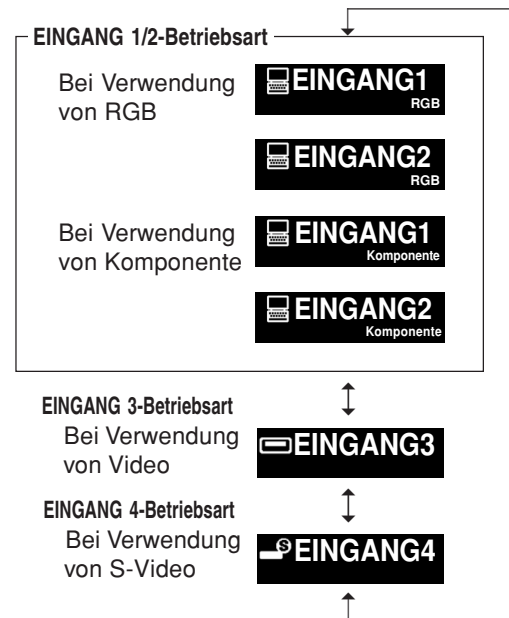 EINGANG 1/2-Betriebsart
Bei Verwendung
von RGB
EINGANG1
RGB
EINGANG2
RGB
Bei Verwendung
von Komponente
EINGANG1
Komponente
EINGANG2
Komponente
EINGANG 3-Betriebsart
Bei Verwendung
von Video
EINGANG3
EINGANG 4-Betriebsart
Bei Verwendung
von S-Video
S
EINGANG4